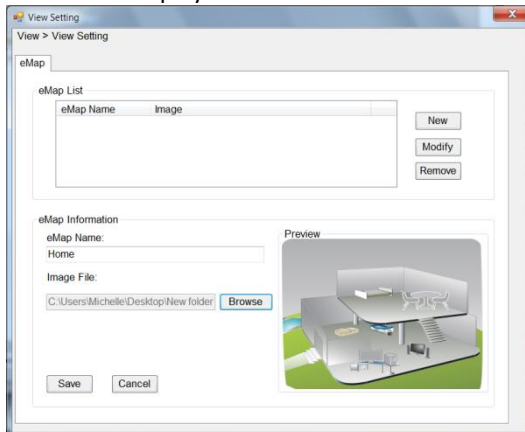 View Setting
View > View Setting
eMap
eMap List
eMap Name Image
New
Modify
Remove
eMap Information
eMap Name:
Home
Image File:
C:\Users\Michelle\Desktop\New folder Browse
Save Cancel
Preview